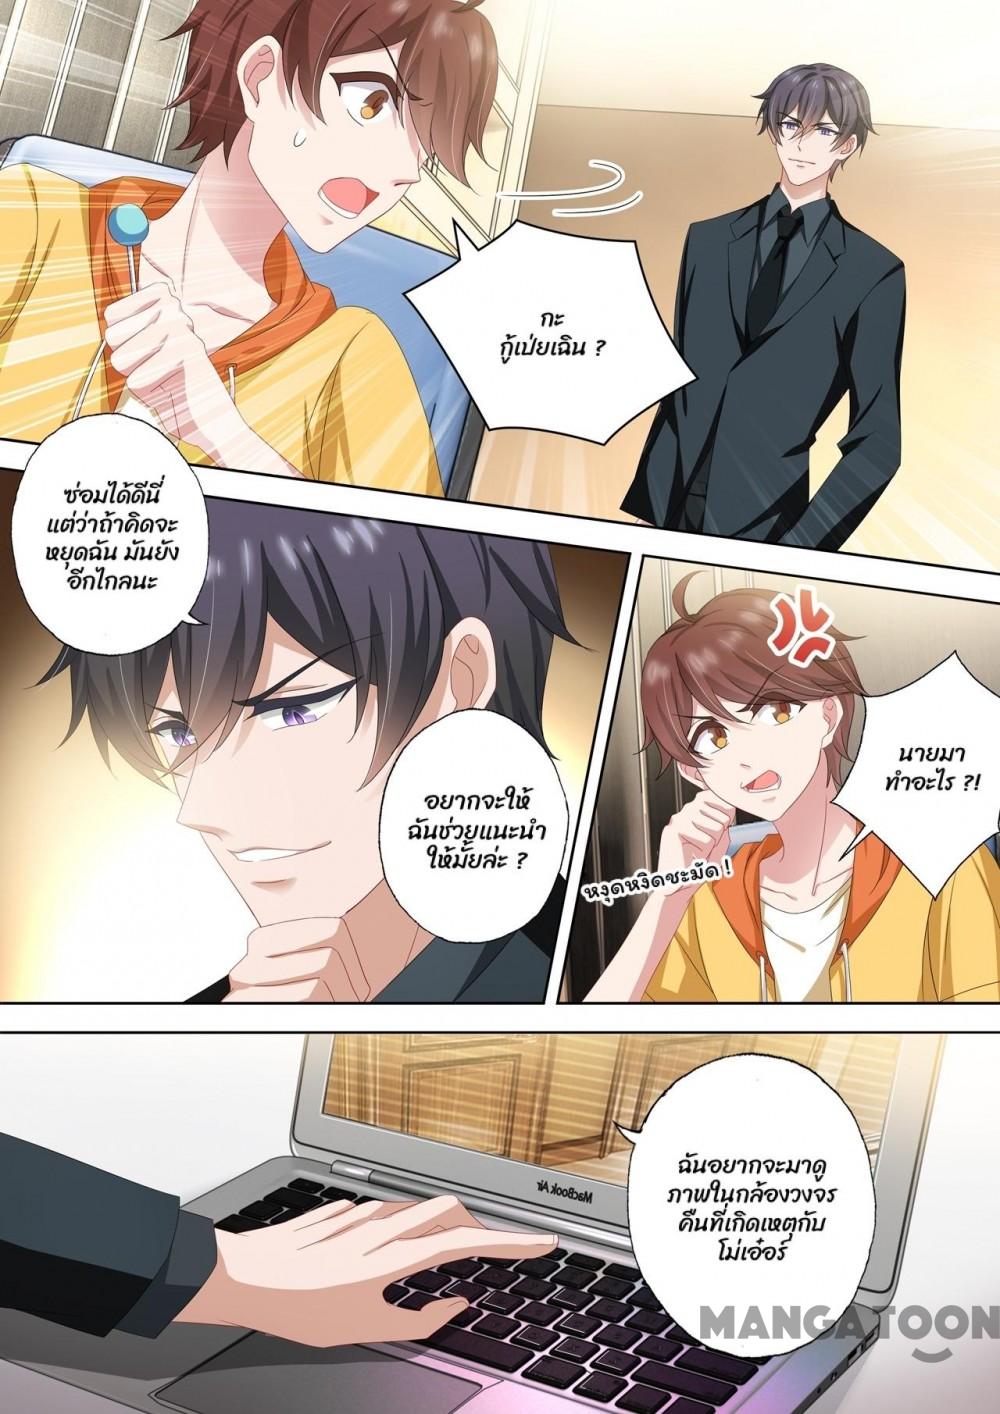 กะ
กู้เป่ยเฉิน ?
ซ่อมได้ดีนี่
แต่ว่าถ้าคิดจะ
หยุดฉัน มันยัง
อีกไกลนะ
อยากจะให้
ฉันช่วยแนะนำ
ให้มั้ยล่ะ ?
นายมา
ทำอะไร ?!
หงุดหงิดชะมัด !
ฉันอยากจะมาดู
ภาพในกล้องวงจร
คืนที่เกิดเหตุกับ
โม่เอ๋อร์
MacBook Air
MANGATOON